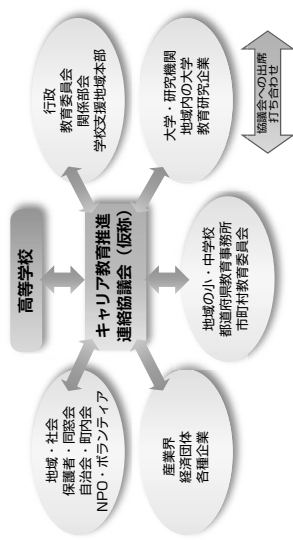 高等学校
キャリア教育推進
連絡協議会（仮称）
地域・社会
保護者・同窓会
自治会・町内会
NPO・ボランティア
行政
教育委員会
関係部会
学校支援地域本部
産業界
経済団体
各種企業
地域の小・中学校
都道府県教育事務所
市町村教育委員会
大学・研究機関
地域内の大学
教育研究企業
協議会への出席
打ち合わせ